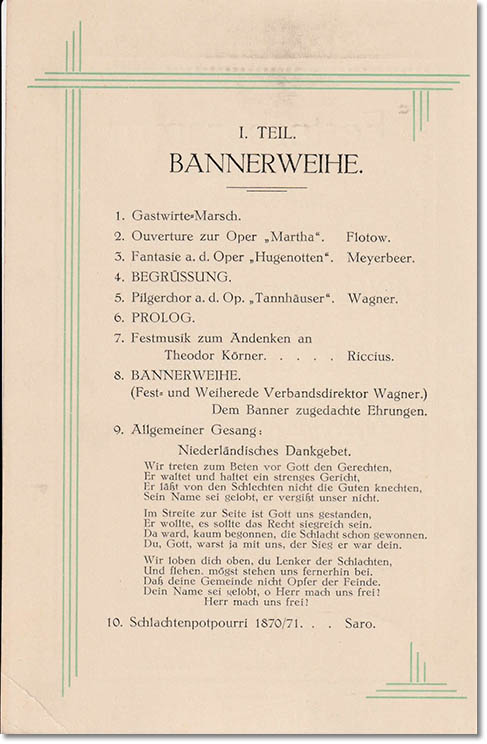 I. TEIL.
BANNERWEIHE.
1. Gastwirte=Marsch.
2. Ouverture zur Oper „Martha". Flotow.
3. Fantasie a. d. Oper „Hugenotten". Meyerbeer.
4. BEGRÜSSUNG.
5. Pilgerchor a. d. Op. „Tannhäuser". Wagner.
6. PROLOG.
7. Festmusik zum Andenken an
Theodor Körner. . . . . Riccius.
8. BANNERWEIHE.
(Fest= und Weiherede Verbandsdirektor Wagner.)
Dem Banner zugedachte Ehrungen.
9. Allgemeiner Gesang:
Niederländisches Dankgebet.
Wir treten zum Beten vor Gott den Gerechten,
Er waltet und haltet ein strenges Gericht,
Er läßt von den Schlechten nicht die Guten knechten,
Sein Name sei gelobt, er vergißt unser nicht.
Im Streite zur Seite ist Gott uns gestanden,
Er wollte, es sollte das Recht siegreich sein.
Da ward, kaum begonnen, die Schlacht schon gewonnen.
Du, Gott, warst ja mit uns, der Sieg er war dein.
Wir loben dich oben, du Lenker der Schlachten,
Und flehen. mögst stehen uns fernerhin bei.
Daß deine Gemeinde nicht Opfer der Feinde.
Dein Name sei gelobt, o Herr mach uns frei!
Herr mach uns frei!
10. Schlachtenpotpourri 1870/71. . . Saro.